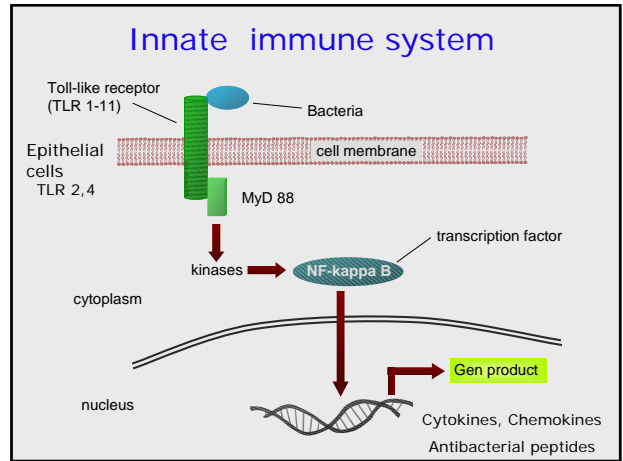 Innate immune system
Toll-like receptor
(TLR 1-11)
Bacteria
Epithelial
cells
TLR 2,4
cell membrane
MyD 88
transcription factor
kinases
NF-kappa B
cytoplasm
Gen product
nucleus
Cytokines, Chemokines
Antibacterial peptides